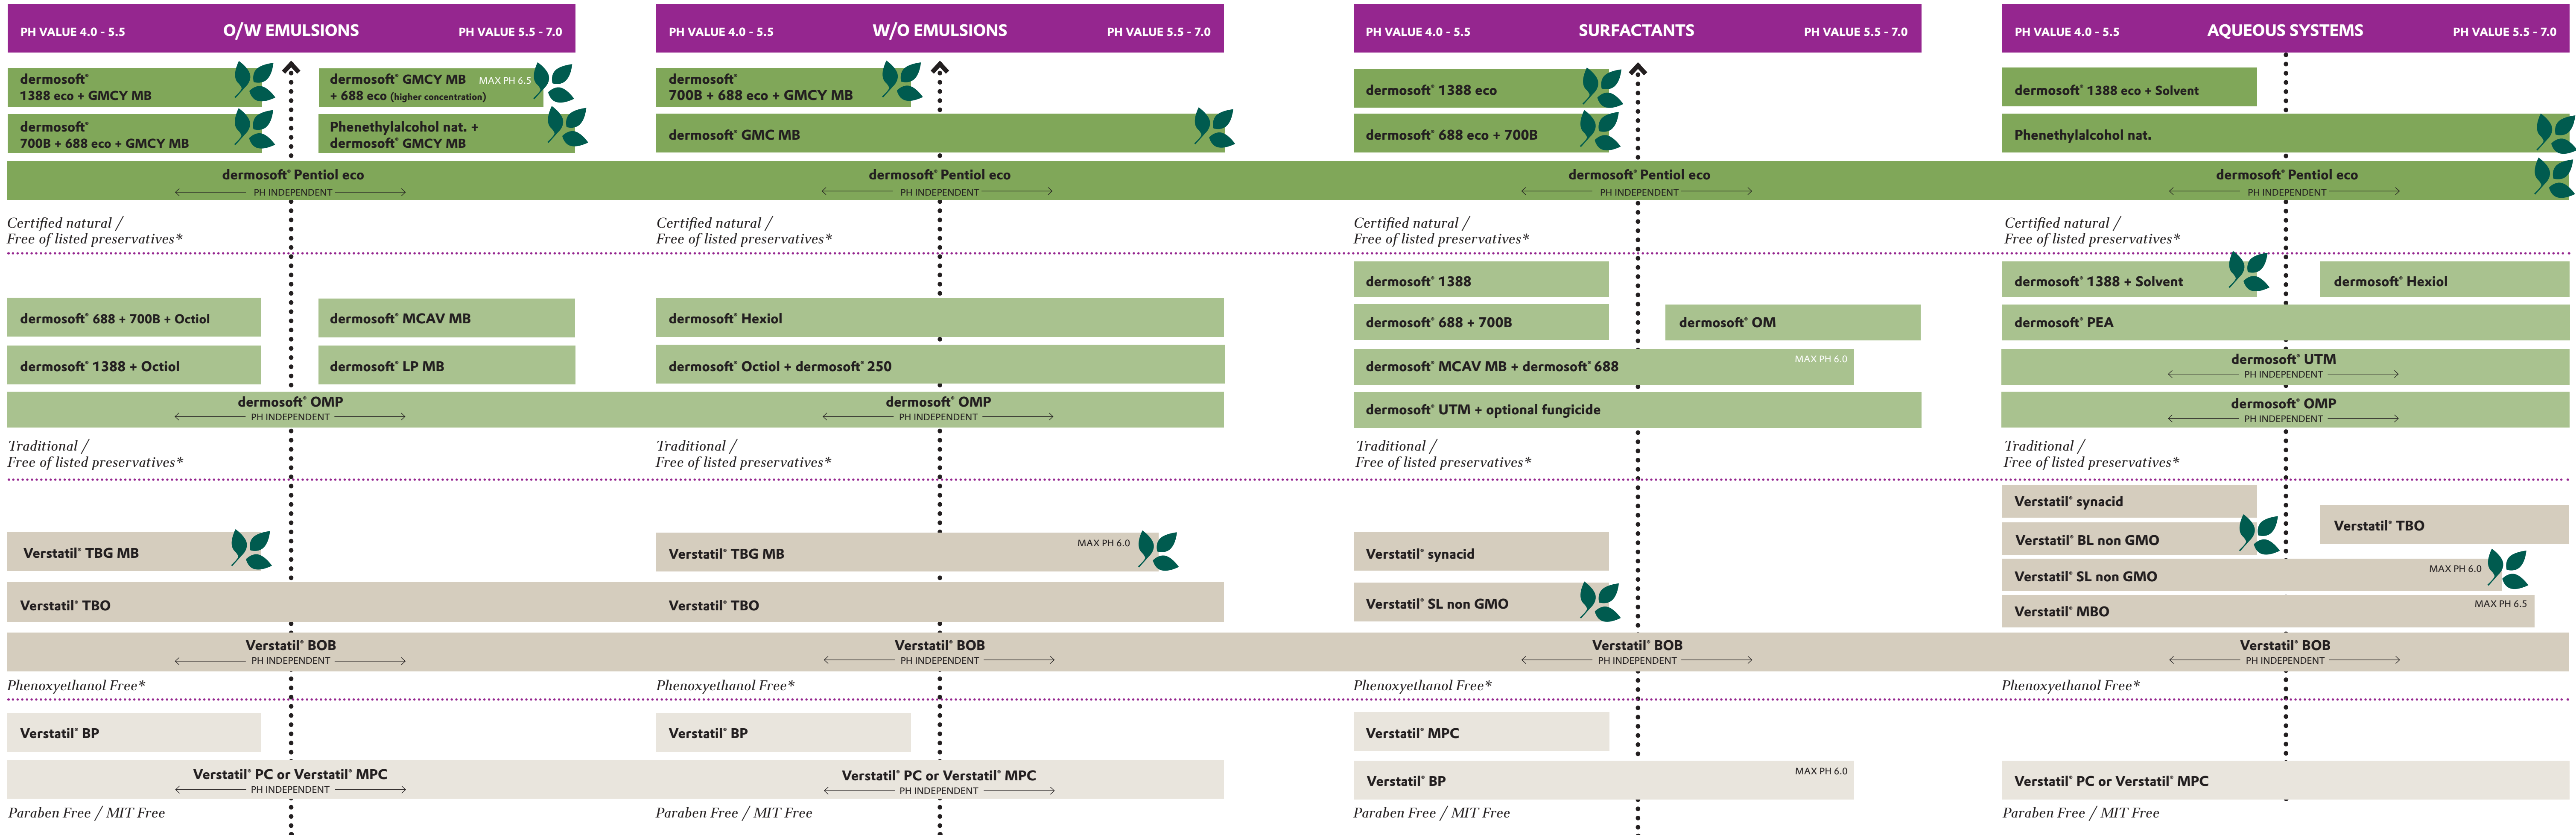 PH VALUE 4.0 - 5.5
O/W EMULSIONS
PH VALUE 5.5 - 7.0
dermosoft®
1388 eco + GMCY MB
dermosoft® GMCY MB
MAX PH 6.5
+ 688 eco (higher concentration)
dermosoft®
700B + 688 eco + GMCY MB
Phenethylalcohol nat. +
dermosoft® GMCY MB
dermosoft® Pentiol eco
PH INDEPENDENT
Certified natural /
Free of listed preservatives*
dermosoft® 688 + 700B + Octiol
dermosoft® MCAV MB
dermosoft® 1388 + Octiol
dermosoft® LP MB
dermosoft® OMP
PH INDEPENDENT
Traditional /
Free of listed preservatives*
Verstatil® TBG MB
Verstatil® TBO
Verstatil® BOB
PH INDEPENDENT
Phenoxyethanol Free*
Verstatil® BP
Verstatil® PC or Verstatil® MPC
PH INDEPENDENT
Paraben Free / MIT Free
PH VALUE 4.0 - 5.5
W/O EMULSIONS
PH VALUE 5.5 - 7.0
dermosoft®
700B + 688 eco + GMCY MB
dermosoft® GMC MB
dermosoft® Pentiol eco
PH INDEPENDENT
Certified natural /
Free of listed preservatives*
dermosoft® Hexiol
dermosoft® Octiol + dermosoft® 250
dermosoft® OMP
PH INDEPENDENT
Traditional /
Free of listed preservatives*
Verstatil® TBG MB
MAX PH 6.0
Verstatil® TBO
Verstatil® BOB
PH INDEPENDENT
Phenoxyethanol Free*
Verstatil® BP
Verstatil® PC or Verstatil® MPC
PH INDEPENDENT
Paraben Free / MIT Free
PH VALUE 4.0 - 5.5
SURFACTANTS
PH VALUE 5.5 - 7.0
dermosoft® 1388 eco
dermosoft® 688 eco + 700B
dermosoft® Pentiol eco
PH INDEPENDENT
Certified natural /
Free of listed preservatives*
dermosoft® 1388
dermosoft® 688 + 700B
dermosoft® OM
dermosoft® MCAV MB + dermosoft® 688
MAX PH 6.0
dermosoft® UTM + optional fungicide
Traditional /
Free of listed preservatives*
Verstatil® synacid
Verstatil® SL non GMO
Verstatil® BOB
PH INDEPENDENT
Phenoxyethanol Free*
Verstatil® MPC
Verstatil® BP
MAX PH 6.0
Paraben Free / MIT Free
PH VALUE 4.0 - 5.5
AQUEOUS SYSTEMS
PH VALUE 5.5 - 7.0
dermosoft® 1388 eco + Solvent
Phenethylalcohol nat.
dermosoft® Pentiol eco
PH INDEPENDENT
Certified natural /
Free of listed preservatives*
dermosoft® 1388 + Solvent
dermosoft® Hexiol
dermosoft® PEA
dermosoft® UTM
PH INDEPENDENT
dermosoft® OMP
PH INDEPENDENT
Traditional /
Free of listed preservatives*
Verstatil® synacid
Verstatil® TBO
Verstatil® BL non GMO
Verstatil® SL non GMO
MAX PH 6.0
Verstatil® MBO
MAX PH 6.5
Verstatil® BOB
PH INDEPENDENT
Phenoxyethanol Free*
Verstatil® PC or Verstatil® MPC
Paraben Free / MIT Free